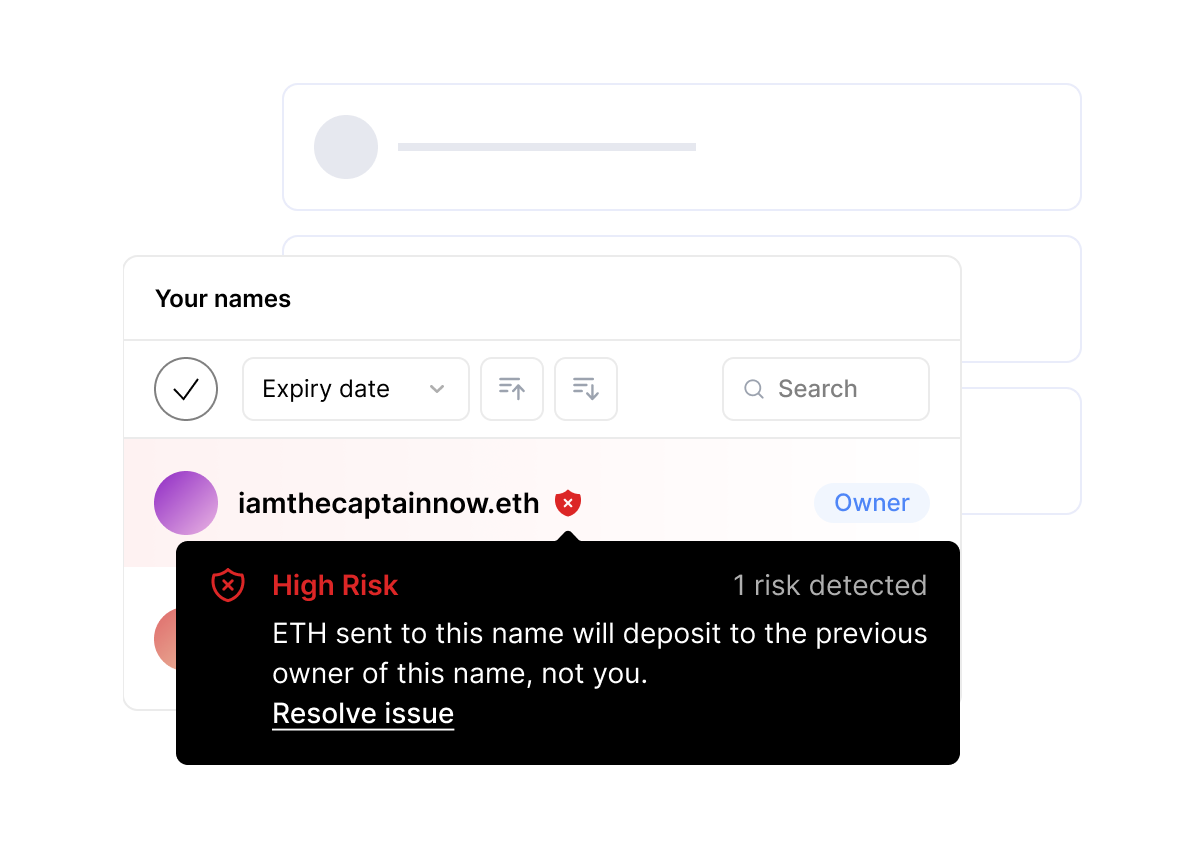 Your names
Expiry date
Search
iamthecaptainnow.eth
Owner
High Risk
1 risk detected
ETH sent to this name will deposit to the previous
owner of this name, not you.
Resolve issue